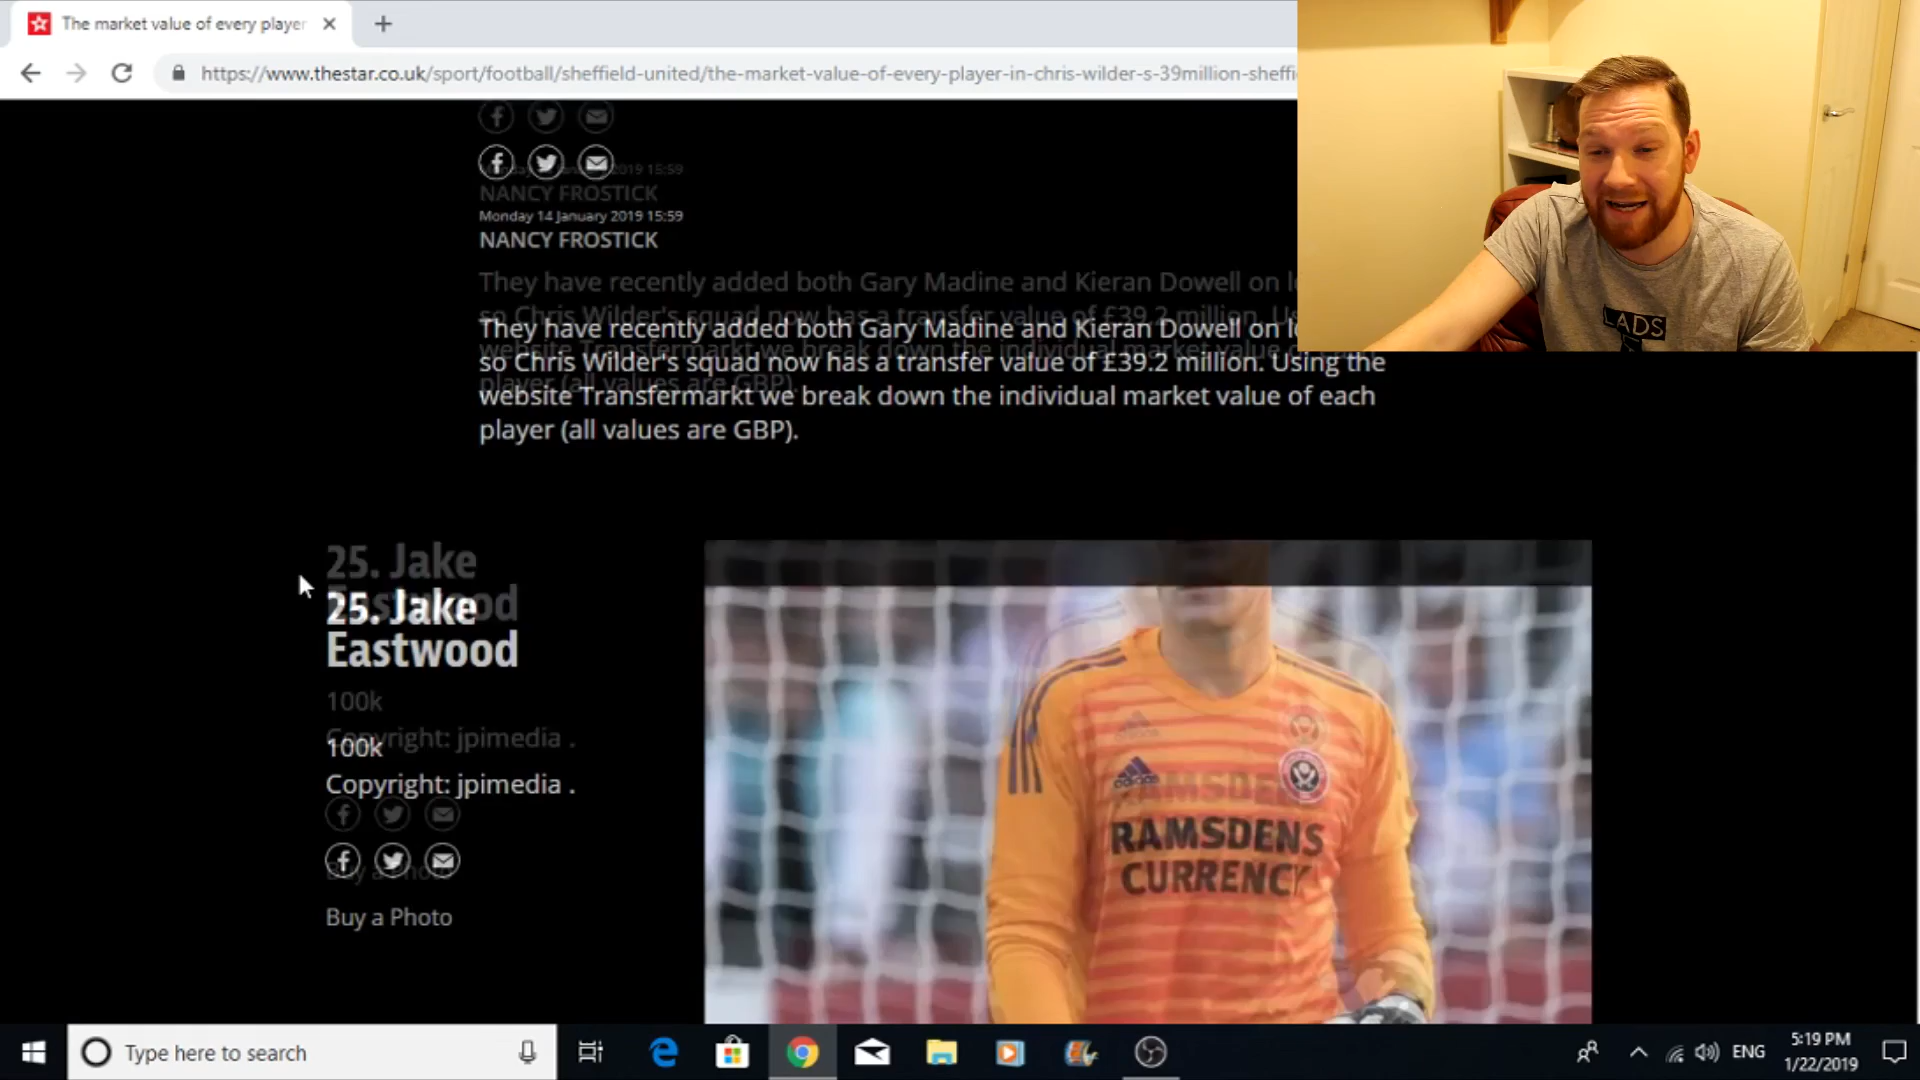 The market value of every player
https://www.thestar.co.uk/sport/football/sheffield-united/the-market-value-of-every-player-in-chris-wilder-s-39million-sheffi
Monday 14 January 2019 15:59
NANCY FROSTICK
They have recently added both Gary Madine and Kieran Dowell on
so Chris Wilder's squad now has a transfer value of £39.2 million. Using the
website Transfermarkt we break down the individual market value of each
player (all values are GBP).
25. Jake
Eastwood
100k
Copyright: jpimedia .
Buy a Photo
RAMSDENS
CURRENCY
LADS
Type here to search
ENG
5:19 PM
1/22/2019